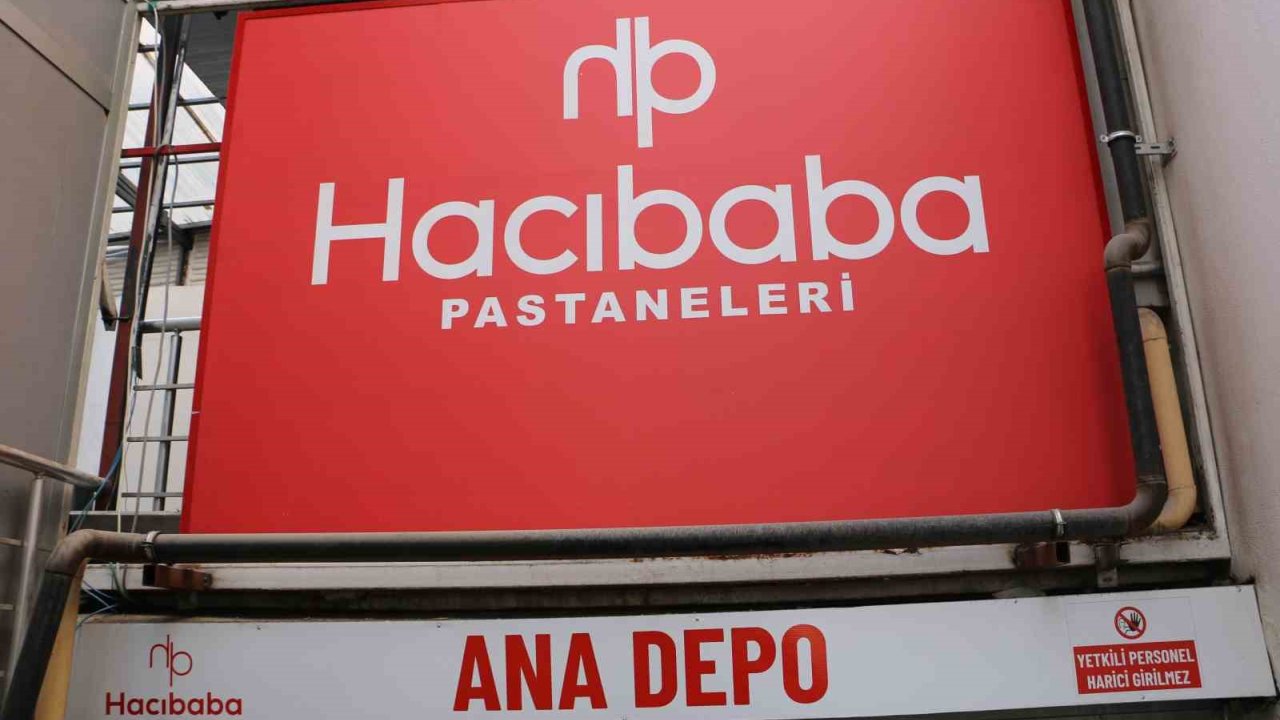 Hacıbaba
PASTANELERİ
ANA DEPO
Hacıbaba
YETKİLİ PERSONEL
HARİCİ GİRİLMEZ